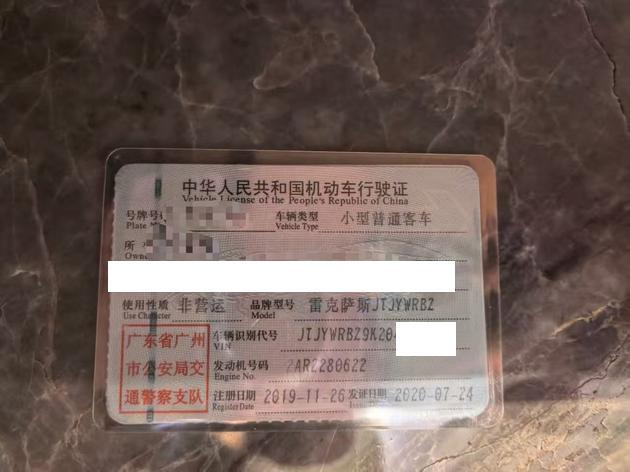 中华人民共和国机动车行驶证
Vehicle License of the People's Republic of China
号牌号 车辆类型 小型普通客车
Plate Vehicle Type
所
Owne
使用性质 非营运 品牌型号 雷克萨斯JTJYWRBZ
Use Character Model
广东省广州
市公安局交
通警察支队
车辆识别代号 JTJYWRBZ9K204
VIN
发动机号码 2AR2280622
Engine No.
注册日期 2019-11-26 发证日期 2020-07-24
Register Date